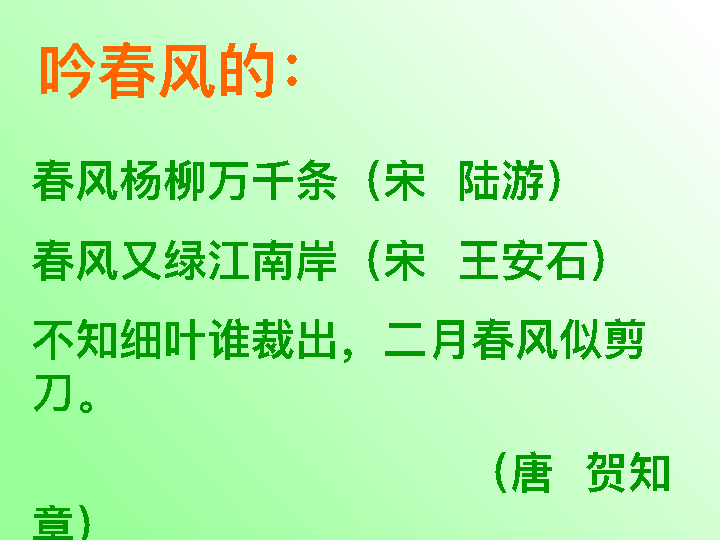 吟春风的：
春风杨柳万千条（宋 陆游）
春风又绿江南岸（宋 王安石）
不知细叶谁裁出，二月春风似剪
刀。
（唐 贺知
章）